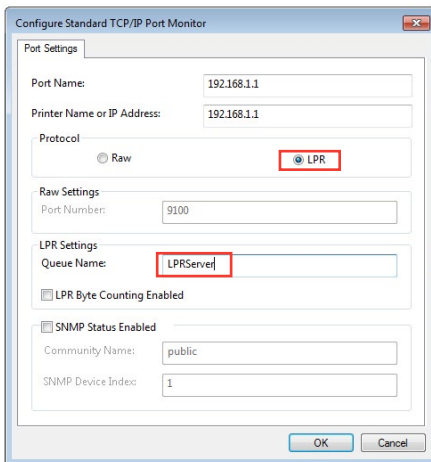 Configure Standard TCP/IP Port Monitor
Port Settings
Port Name: 192.168.1.1
Printer Name or IP Address: 192.168.1.1
Protocol
Raw LPR
Raw Settings
Port Number: 9100
LPR Settings
Queue Name: LPRServer
LPR Byte Counting Enabled
SNMP Status Enabled
Community Name: public
SNMP Device Index: 1
OK Cancel